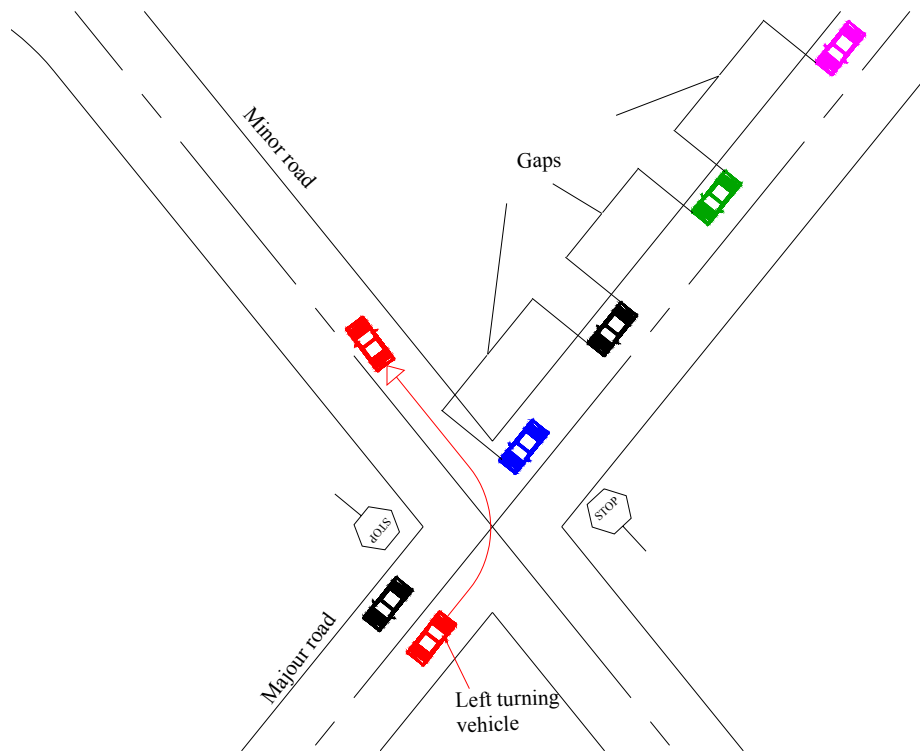 Minor road
Gaps
STOP
STOP
Majour road
Left turning
vehicle